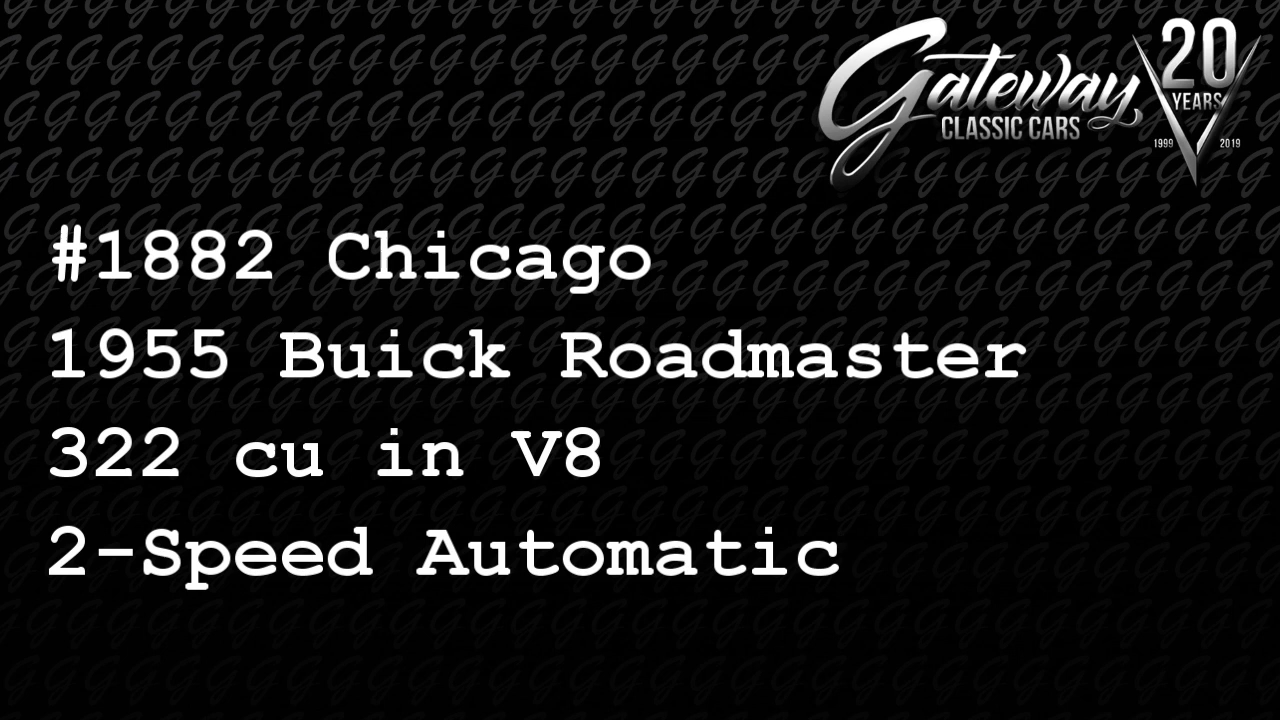 Gateway
CLASSIC CARS
20
YEARS
1999 2019
#1882 Chicago
1955 Buick Roadmaster
322 cu in V8
2-Speed Automatic